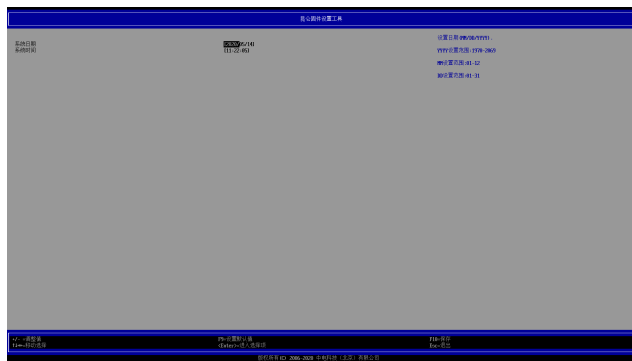 昆仑固件设置工具
系统日期 [2020/05/14]
系统时间 [11:22:06]
设置日期(MM/DD/YYYY).
YYYY设置范围:1970-2069
MM设置范围:01-12
DD设置范围:01-31
+/- =调整值 F9=设置默认值 F10=保存
↑↓↔=移动选择 <Enter>=进入选择项 Esc=退出
版权所有(C) 2006-2020 中电科技(北京)有限公司